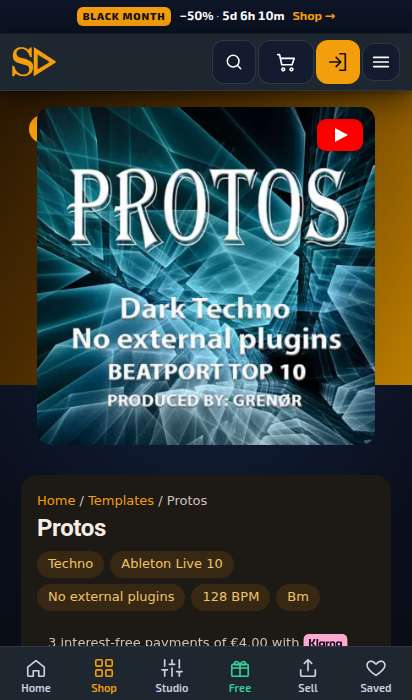 BLACK MONTH −50% · 5d 6h 10m Shop →
S
PROTOS
Dark Techno
No external plugins
BEATPORT TOP 10
PRODUCED BY: GRENØR
Home / Templates / Protos
Protos
Techno Ableton Live 10
No external plugins 128 BPM Bm
3 interest-free payments of €4.00 with Klarna
Home Shop Studio Free Sell Saved